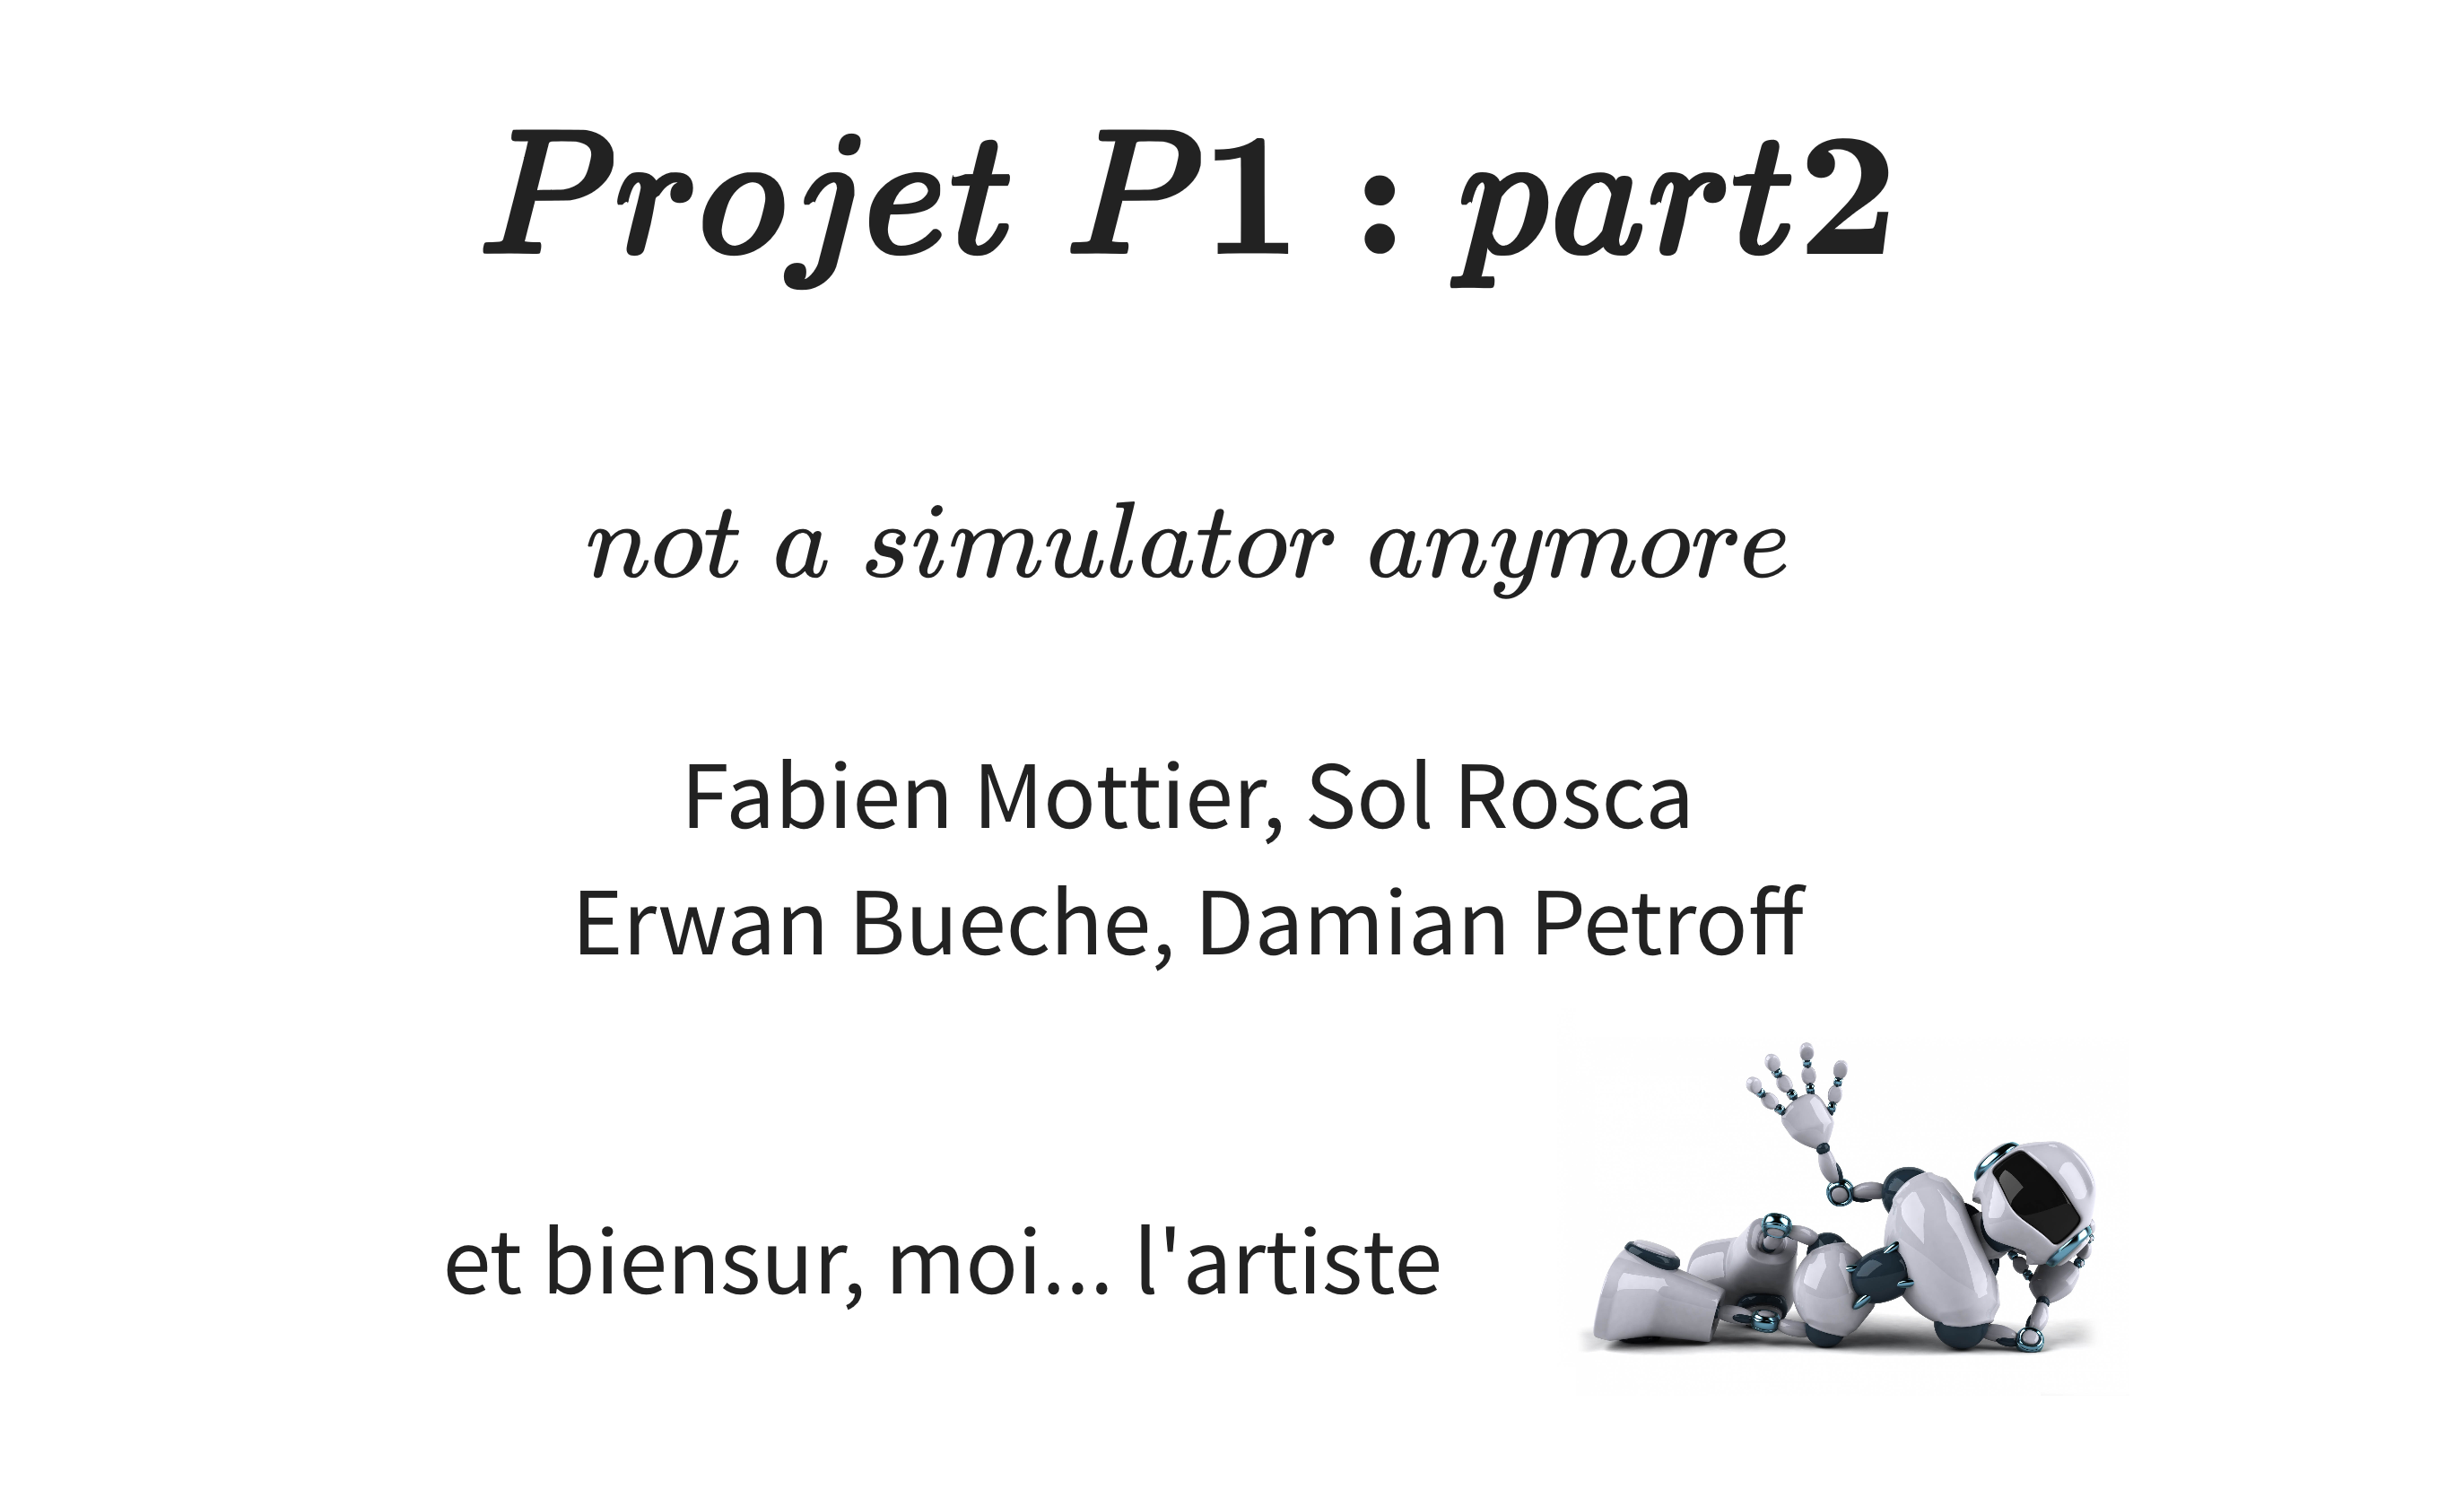 Projet P1 : part2
not a simulator anymore
Fabien Mottier, Sol Rosca
Erwan Bueche, Damian Petroff
et biensur, moi... l'artiste